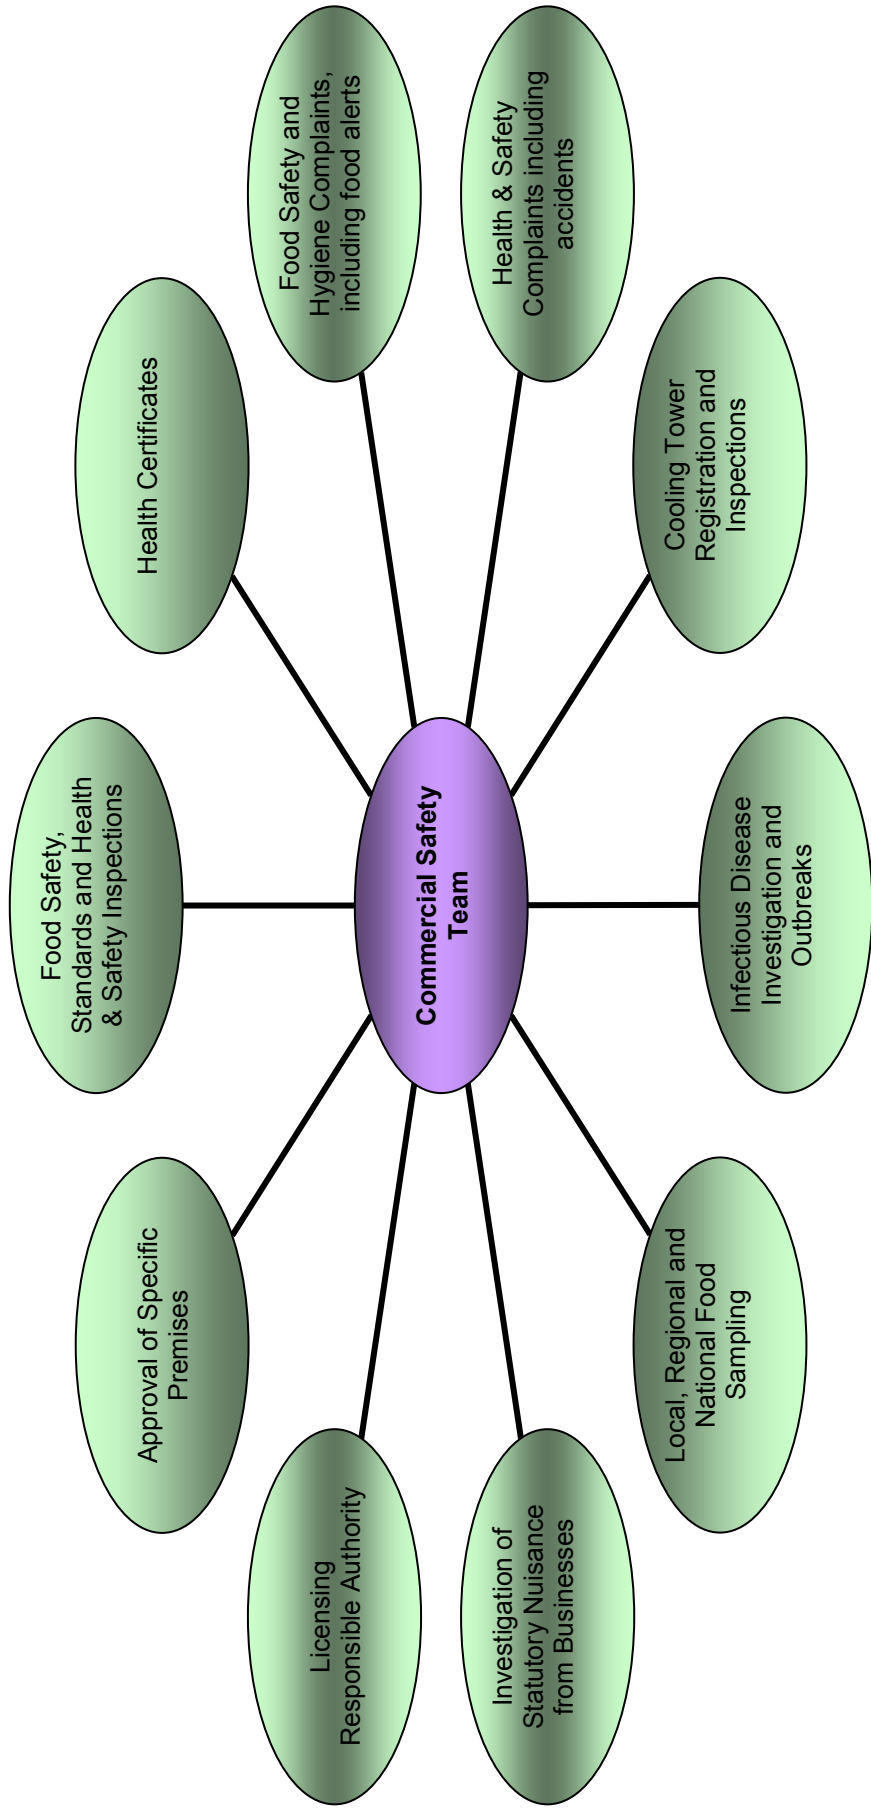 Food Safety,
Standards and Health
& Safety Inspections
Health Certificates
Food Safety and
Hygiene Complaints,
including food alerts
Health & Safety
Complaints including
accidents
Cooling Tower
Registration and
Inspections
Infectious Disease
Investigation and
Outbreaks
Local, Regional and
National Food
Sampling
Investigation of
Statutory Nuisance
from Businesses
Licensing
Responsible Authority
Approval of Specific
Premises
Commercial Safety
Team